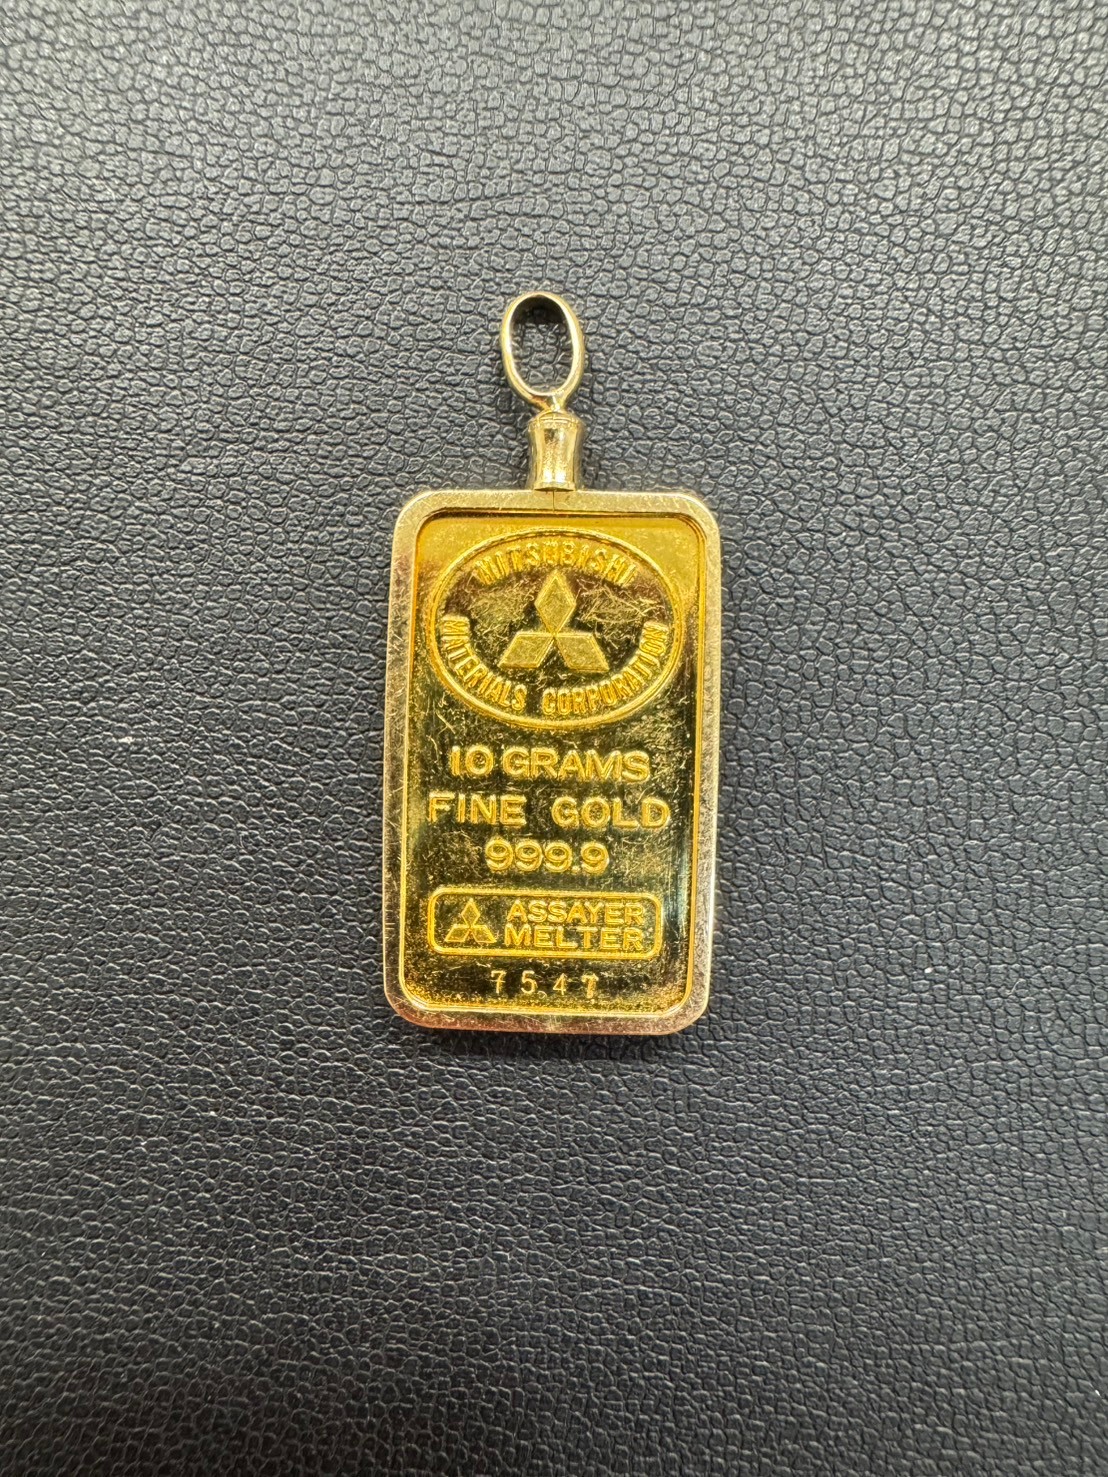 MITSUBISHI
MATERIALS CORPORATION
10 GRAMS
FINE GOLD
999.9
ASSAYER
MELTER
7547